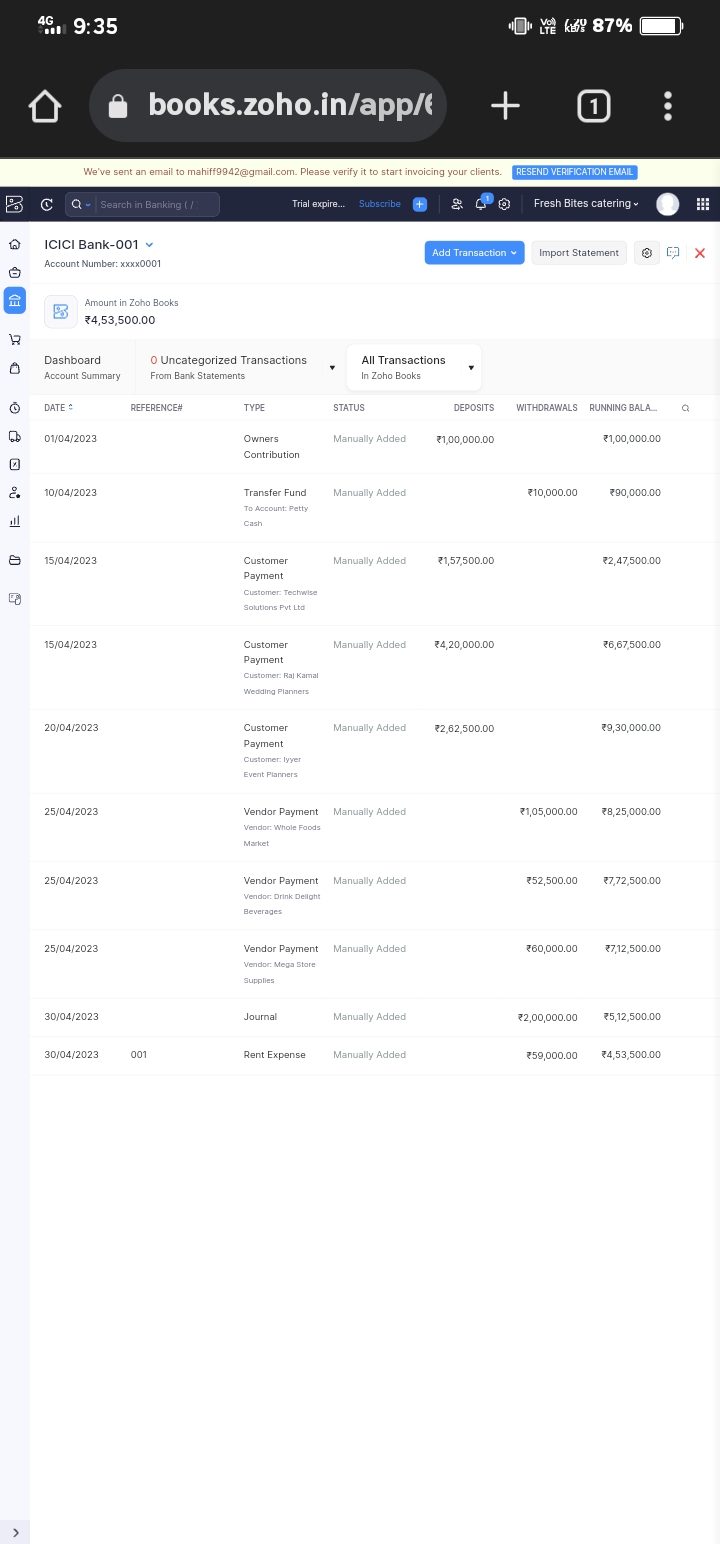 4G 9:35 Vo) LTE KB/s 87%
books.zoho.in/app/6 1
We've sent an email to mahiff9942@gmail.com. Please verify it to start invoicing your clients. RESEND VERIFICATION EMAIL
Search in Banking ( / Trial expire... Subscribe 1 Fresh Bites catering
ICICI Bank-001
Account Number: xxxx0001
Add Transaction Import Statement
Amount in Zoho Books
₹4,53,500.00
Dashboard
Account Summary
0 Uncategorized Transactions
From Bank Statements
All Transactions
In Zoho Books
DATE REFERENCE# TYPE STATUS DEPOSITS WITHDRAWALS RUNNING BALA...
01/04/2023 Owners Manually Added ₹1,00,000.00 ₹1,00,000.00
Contribution
10/04/2023 Transfer Fund Manually Added ₹10,000.00 ₹90,000.00
To Account: Petty
Cash
15/04/2023 Customer Manually Added ₹1,57,500.00 ₹2,47,500.00
Payment
Customer: Techwise
Solutions Pvt Ltd
15/04/2023 Customer Manually Added ₹4,20,000.00 ₹6,67,500.00
Payment
Customer: Raj Kamal
Wedding Planners
20/04/2023 Customer Manually Added ₹2,62,500.00 ₹9,30,000.00
Payment
Customer: Iyyer
Event Planners
25/04/2023 Vendor Payment Manually Added ₹1,05,000.00 ₹8,25,000.00
Vendor: Whole Foods
Market
25/04/2023 Vendor Payment Manually Added ₹52,500.00 ₹7,72,500.00
Vendor: Drink Delight
Beverages
25/04/2023 Vendor Payment Manually Added ₹60,000.00 ₹7,12,500.00
Vendor: Mega Store
Supplies
30/04/2023 Journal Manually Added ₹2,00,000.00 ₹5,12,500.00
30/04/2023 001 Rent Expense Manually Added ₹59,000.00 ₹4,53,500.00